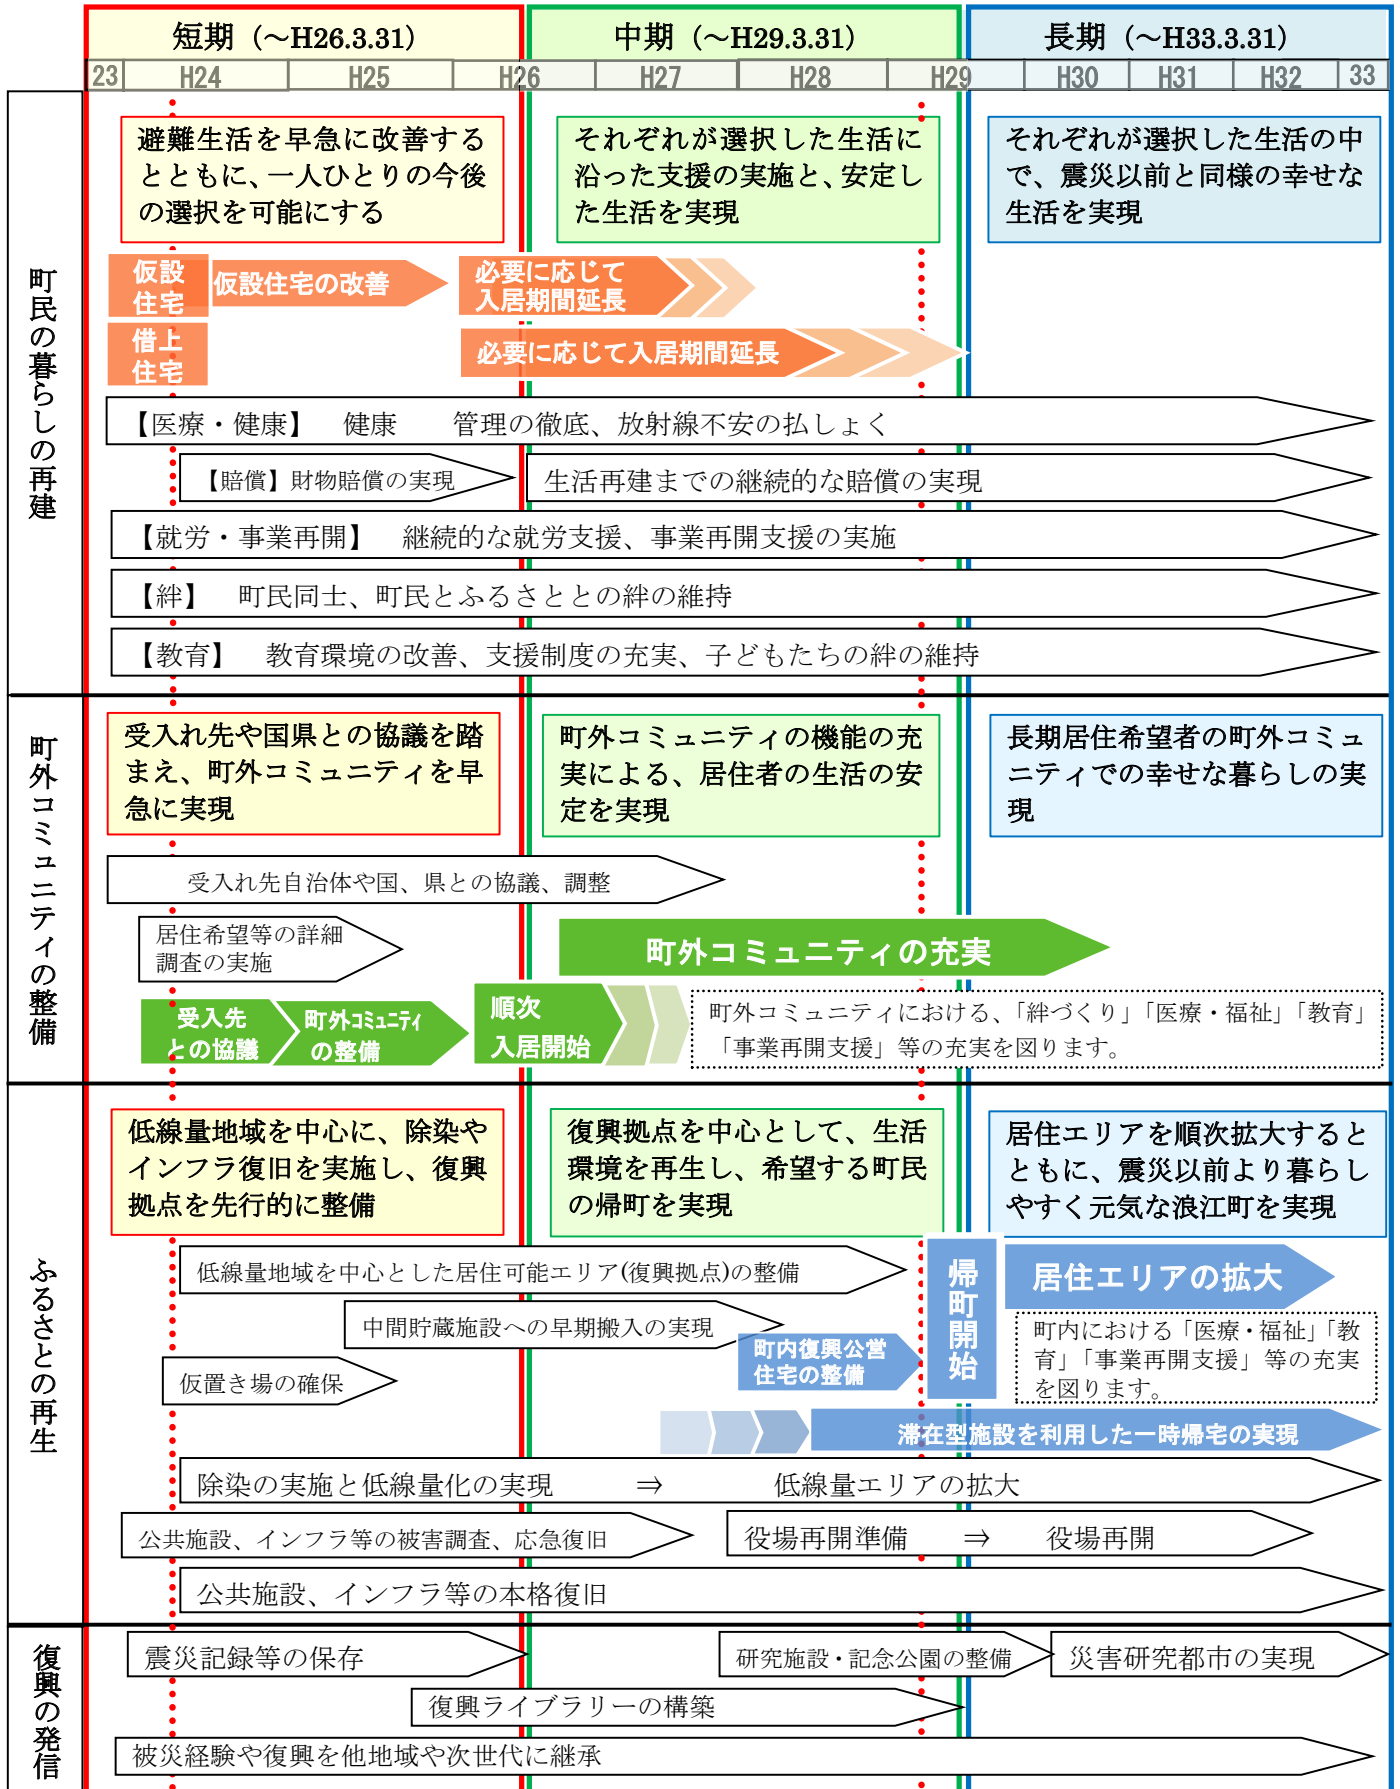 短期（～H26.3.31）
中期（～H29.3.31）
長期（～H33.3.31）
23
H24
H25
H26
H27
H28
H29
H30
H31
H32
33
町民の暮らしの再建
避難生活を早急に改善する
とともに、一人ひとりの今後
の選択を可能にする
それぞれが選択した生活に
沿った支援の実施と、安定し
た生活を実現
それぞれが選択した生活の中
で、震災以前と同様の幸せな
生活を実現
仮設
住宅
仮設住宅の改善
必要に応じて
入居期間延長
借上
住宅
必要に応じて入居期間延長
【医療・健康】　健康　　管理の徹底、放射線不安の払しょく
【賠償】財物賠償の実現
生活再建までの継続的な賠償の実現
【就労・事業再開】　継続的な就労支援、事業再開支援の実施
【絆】　町民同士、町民とふるさととの絆の維持
【教育】　教育環境の改善、支援制度の充実、子どもたちの絆の維持
町外コミュニティの整備
受入れ先や国県との協議を踏
まえ、町外コミュニティを早
急に実現
町外コミュニティの機能の充
実による、居住者の生活の安
定を実現
長期居住希望者の町外コミュ
ニティでの幸せな暮らしの実
現
受入れ先自治体や国、県との協議、調整
居住希望等の詳細
調査の実施
町外コミュニティの充実
受入先
との協議
町外ｺﾐｭﾆﾃｨ
の整備
順次
入居開始
町外コミュニティにおける、「絆づくり」「医療・福祉」「教育」
「事業再開支援」等の充実を図ります。
ふるさとの再生
低線量地域を中心に、除染や
インフラ復旧を実施し、復興
拠点を先行的に整備
復興拠点を中心として、生活
環境を再生し、希望する町民
の帰町を実現
居住エリアを順次拡大すると
ともに、震災以前より暮らし
やすく元気な浪江町を実現
低線量地域を中心とした居住可能エリア(復興拠点)の整備
帰町開始
居住エリアの拡大
中間貯蔵施設への早期搬入の実現
町内復興公営
住宅の整備
町内における「医療・福祉」「教
育」「事業再開支援」等の充実
を図ります。
仮置き場の確保
滞在型施設を利用した一時帰宅の実現
除染の実施と低線量化の実現　⇒　低線量エリアの拡大
公共施設、インフラ等の被害調査、応急復旧
役場再開準備　⇒　役場再開
公共施設、インフラ等の本格復旧
復興の発信
震災記録等の保存
研究施設・記念公園の整備
災害研究都市の実現
復興ライブラリーの構築
被災経験や復興を他地域や次世代に継承